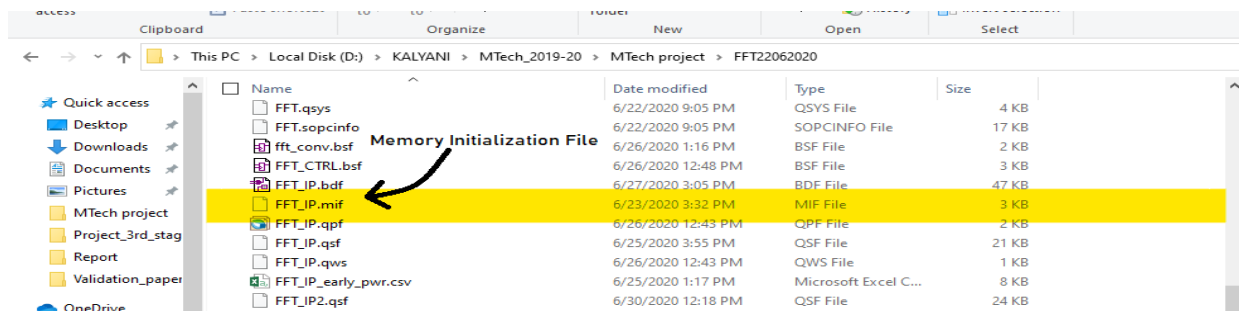 access Paste shortcut to to folder History Invert selection
Clipboard Organize New Open Select
This PC > Local Disk (D:) > KALYANI > MTech_2019-20 > MTech project > FFT22062020
Name Date modified Type Size
Quick access
FFT.qsys 6/22/2020 9:05 PM QSYS File 4 KB
Desktop
FFT.sopcinfo 6/22/2020 9:05 PM SOPCINFO File 17 KB
Memory Initialization File
Downloads
fft_conv.bsf 6/26/2020 1:16 PM BSF File 2 KB
Documents
FFT_CTRL.bsf 6/26/2020 12:48 PM BSF File 3 KB
Pictures
FFT_IP.bdf 6/27/2020 3:05 PM BDF File 47 KB
FFT_IP.mif 6/23/2020 3:32 PM MIF File 3 KB
MTech project
FFT_IP.qpf 6/26/2020 12:43 PM QPF File 2 KB
Project_3rd_stag
FFT_IP.qsf 6/25/2020 3:55 PM QSF File 21 KB
Report
FFT_IP.qws 6/26/2020 12:43 PM QWS File 1 KB
Validation_paper
FFT_IP_early_pwr.csv 6/25/2020 1:17 PM Microsoft Excel C... 8 KB
FFT_IP2.qsf 6/30/2020 12:18 PM QSF File 24 KB
OneDrive